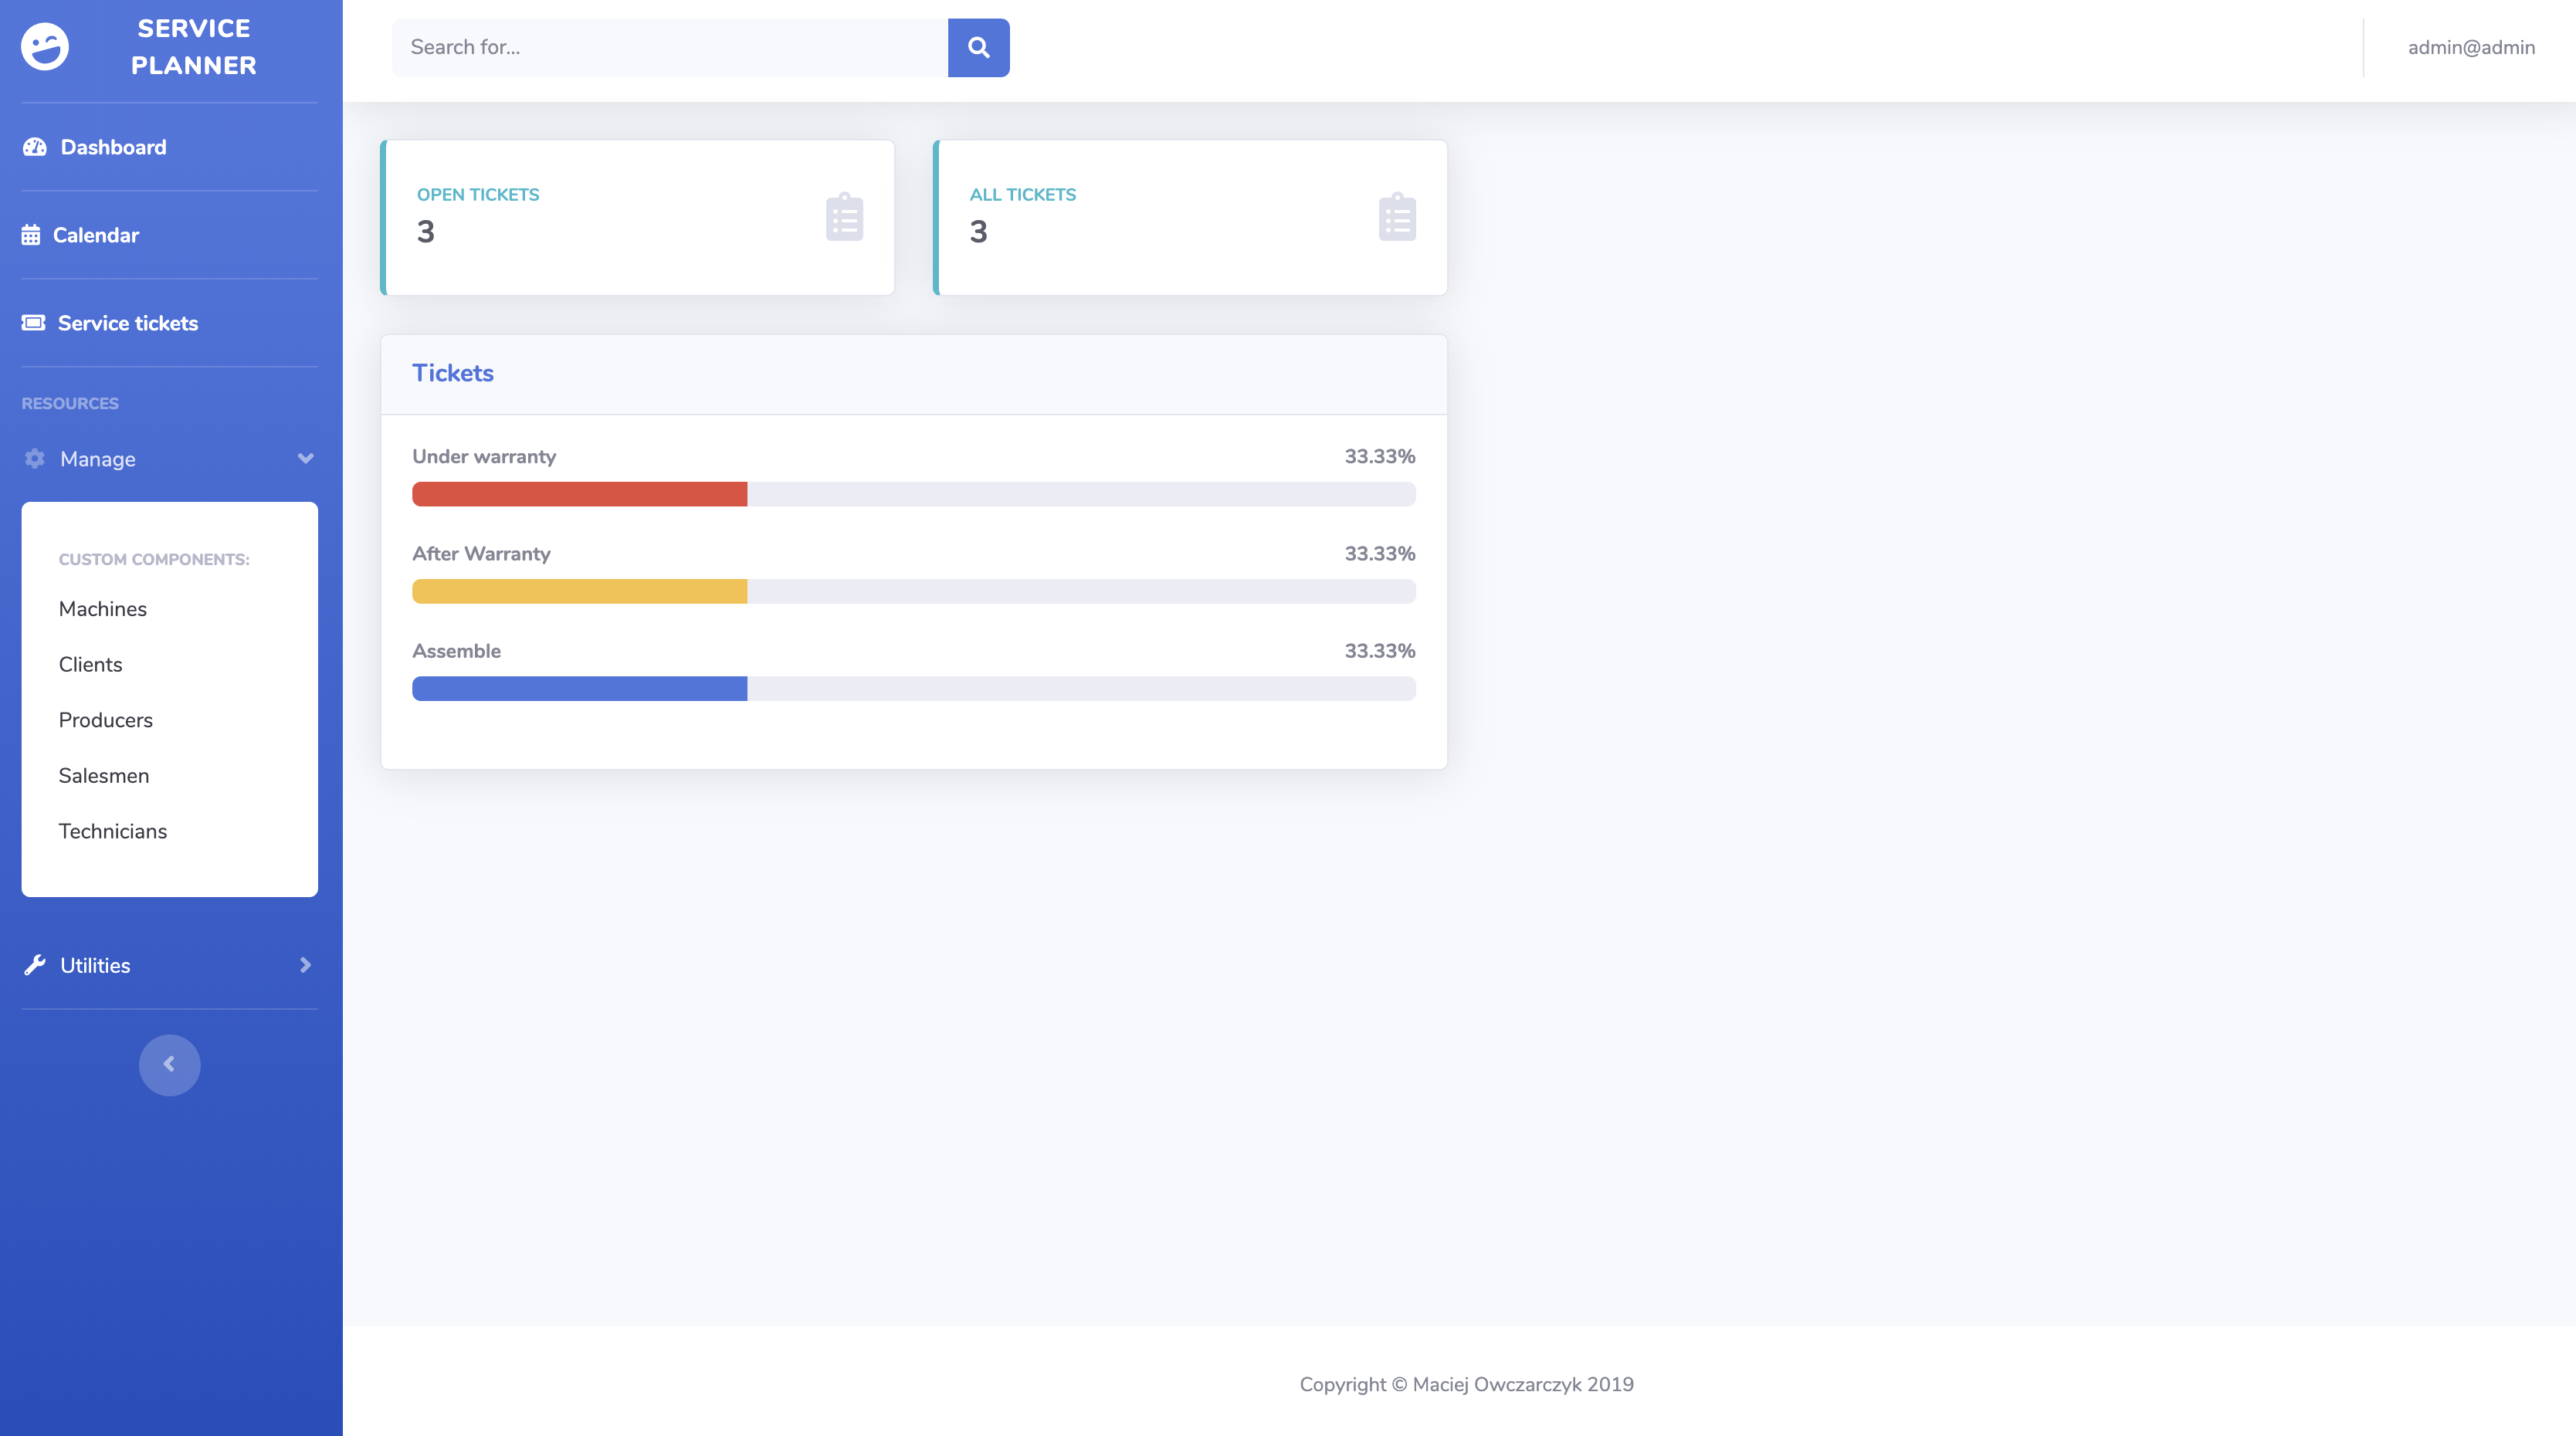 SERVICE
PLANNER
Dashboard
Calendar
Service tickets
RESOURCES
Manage
CUSTOM COMPONENTS:
Machines
Clients
Producers
Salesmen
Technicians
Utilities
Search for...
admin@admin
OPEN TICKETS
3
ALL TICKETS
3
Tickets
Under warranty 33.33%
After Warranty 33.33%
Assemble 33.33%
Copyright © Maciej Owczarczyk 2019